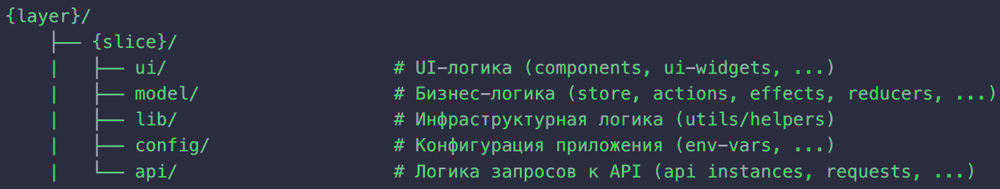 {layer}/
├── {slice}/
|   ├── ui/                     # UI-логика (components, ui-widgets, ...)
|   ├── model/                  # Бизнес-логика (store, actions, effects, reducers, ...)
|   ├── lib/                    # Инфраструктурная логика (utils/helpers)
|   ├── config/                 # Конфигурация приложения (env-vars, ...)
|   └── api/                    # Логика запросов к API (api instances, requests, ...)